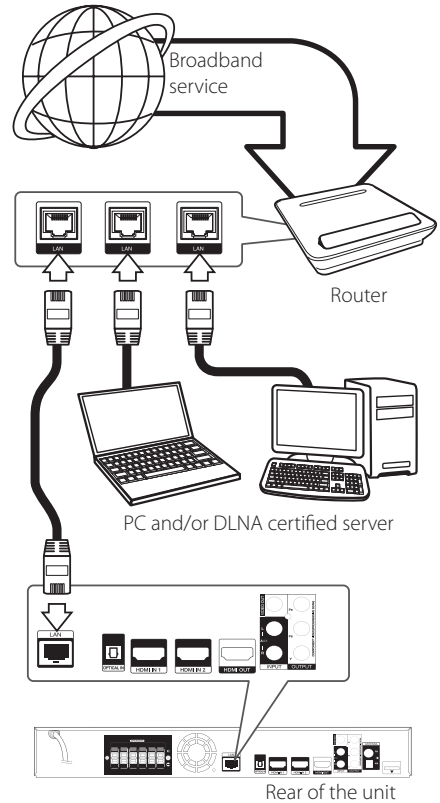 Broadband
service
LAN
LAN
LAN
Router
PC and/or DLNA certified server
LAN
OPTICAL IN
HDMI IN 1
HDMI IN 2
HDMI OUT
INPUT
OUTPUT
Rear of the unit